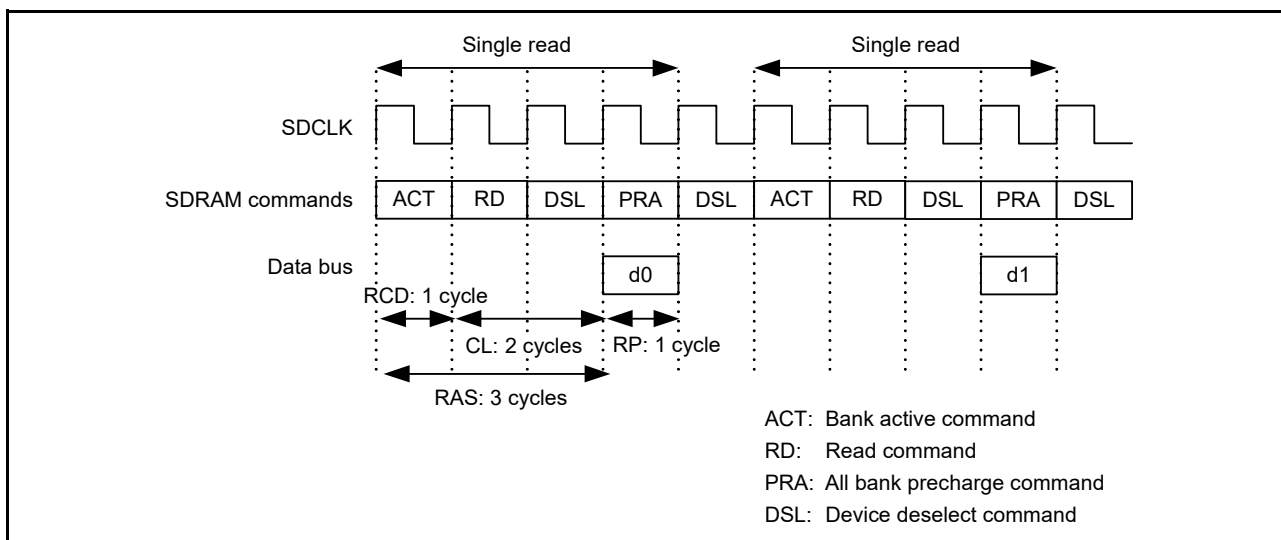 Single read Single read
SDCLK
SDRAM commands ACT RD DSL PRA DSL ACT RD DSL PRA DSL
Data bus d0 d1
RCD: 1 cycle
CL: 2 cycles RP: 1 cycle
RAS: 3 cycles
ACT: Bank active command
RD: Read command
PRA: All bank precharge command
DSL: Device deselect command